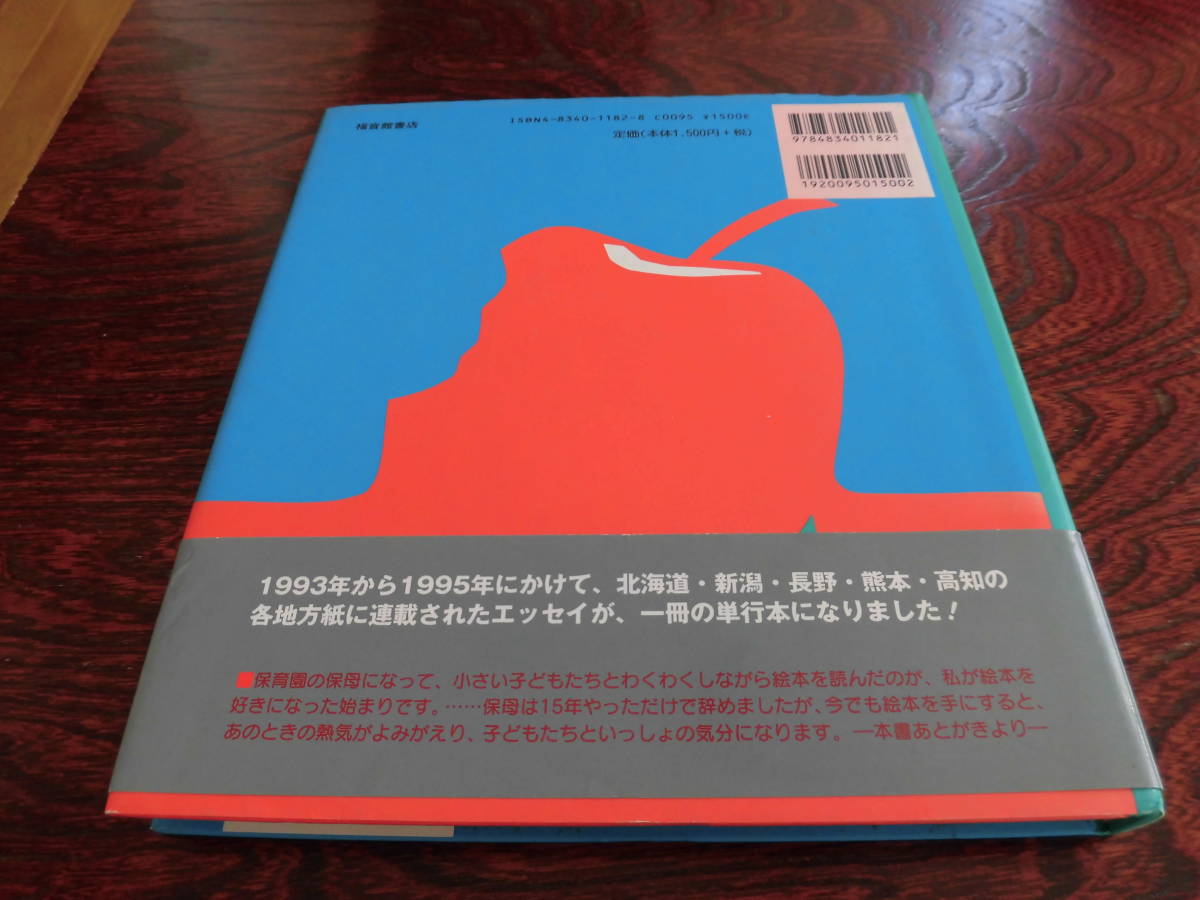 福音館書店
ISBN4-8340-1182-8 C0095 ¥1500E
定価(本体1,500円+税)
9784834011821
1920095015002
1993年から1995年にかけて、北海道・新潟・長野・熊本・高知の
各地方紙に連載されたエッセイが、一冊の単行本になりました!
■保育園の保母になって、小さい子どもたちとわくわくしながら絵本を読んだのが、私が絵本を
好きになった始まりです。……保母は15年やっただけで辞めましたが、今でも絵本を手にすると、
あのときの熱気がよみがえり、子どもたちといっしょの気分になります。—本書あとがきより—